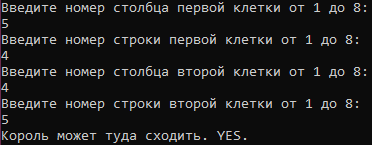 Введите номер столбца первой клетки от 1 до 8:
5
Введите номер строки первой клетки от 1 до 8:
4
Введите номер столбца второй клетки от 1 до 8:
4
Введите номер строки второй клетки от 1 до 8:
5
Король может туда сходить. YES.